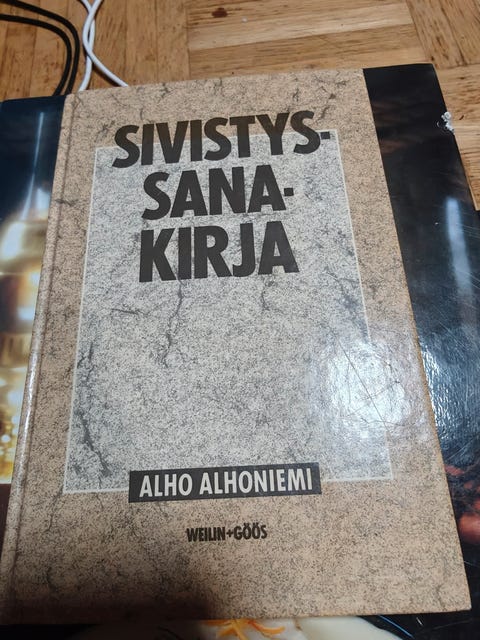 SIVISTYS-
SANA-
KIRJA
ALHO ALHONIEMI
WEILIN+GÖÖS